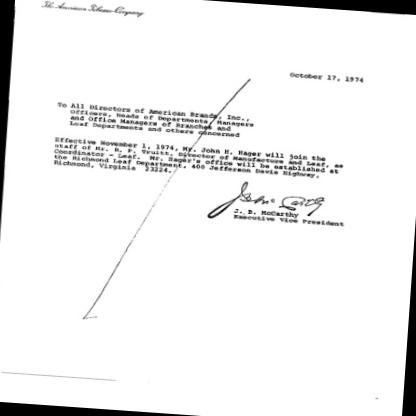 The American Tobacco Company
October 17, 1974
To All Directors of American Brands, Inc.,
Officers, Heads of Departments, Managers
and Office Managers of Branches and
Leaf Departments and others concerned
Effective November 1, 1974, Mr. John H. Hager will join the
staff of Mr. R. P. Truitt, Director of Manufacture and Leaf, as
Coordinator - Leaf. Mr. Hager's office will be established at
the Richmond Leaf Department, 400 Jefferson Davis Highway,
Richmond, Virginia 23224.
J. B. McCarthy
J. B. McCarthy
Executive Vice President